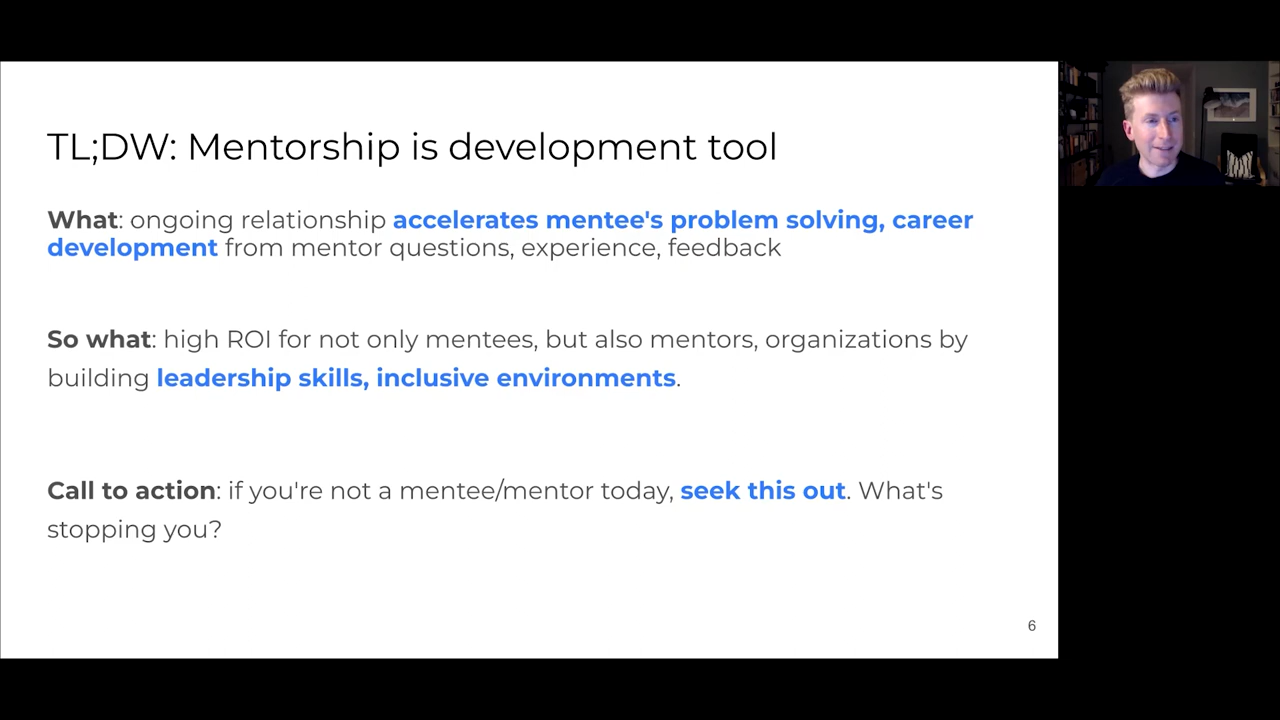 TL;DW: Mentorship is development tool
What: ongoing relationship accelerates mentee's problem solving, career
development from mentor questions, experience, feedback
So what: high ROI for not only mentees, but also mentors, organizations by
building leadership skills, inclusive environments.
Call to action: if you're not a mentee/mentor today, seek this out. What's
stopping you?
6